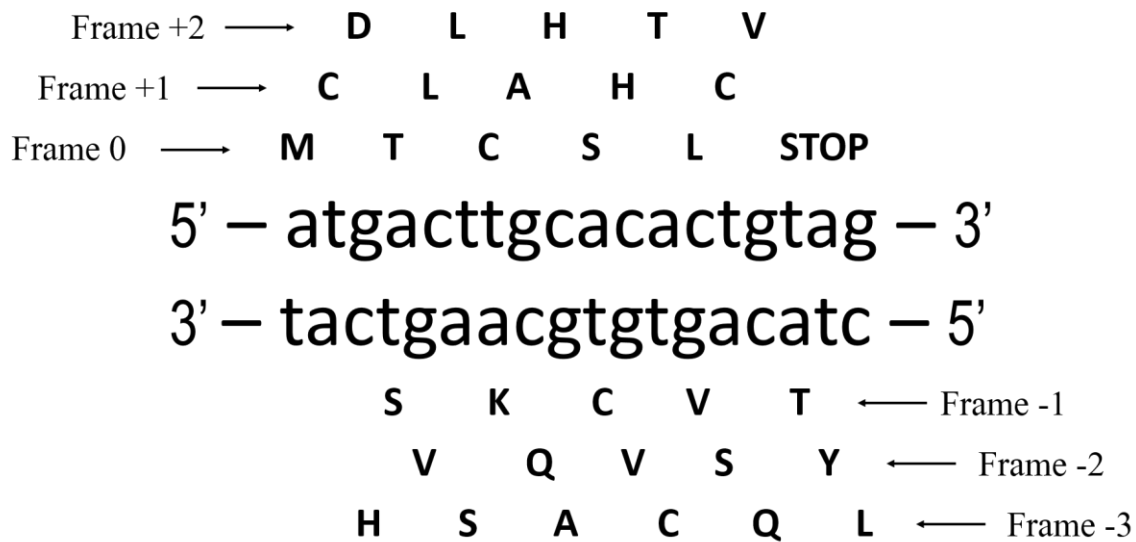 Frame +2 → D L H T V
Frame +1 → C L A H C
Frame 0 → M T C S L STOP
5’ – atgacttgcacactgtag – 3’
3’ – tactgaacgtgtgacatc – 5’
S K C V T ← Frame -1
V Q V S Y ← Frame -2
H S A C Q L ← Frame -3